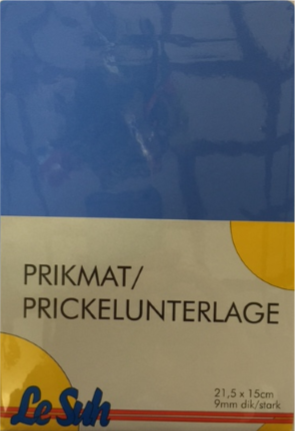 PRIKMAT/
PRICKELUNTERLAGE
21,5 x 15cm
9mm dik/stark
Le Suh